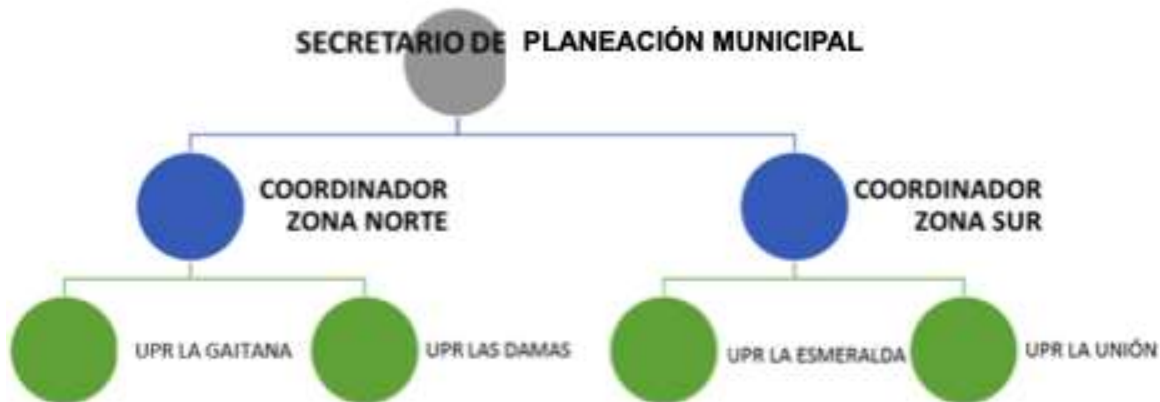 SECRETARIO DE PLANEACIÓN MUNICIPAL
COORDINADOR
ZONA NORTE
COORDINADOR
ZONA SUR
UPR LA GAITANA
UPR LAS DAMAS
UPR LA ESMERALDA
UPR LA UNIÓN